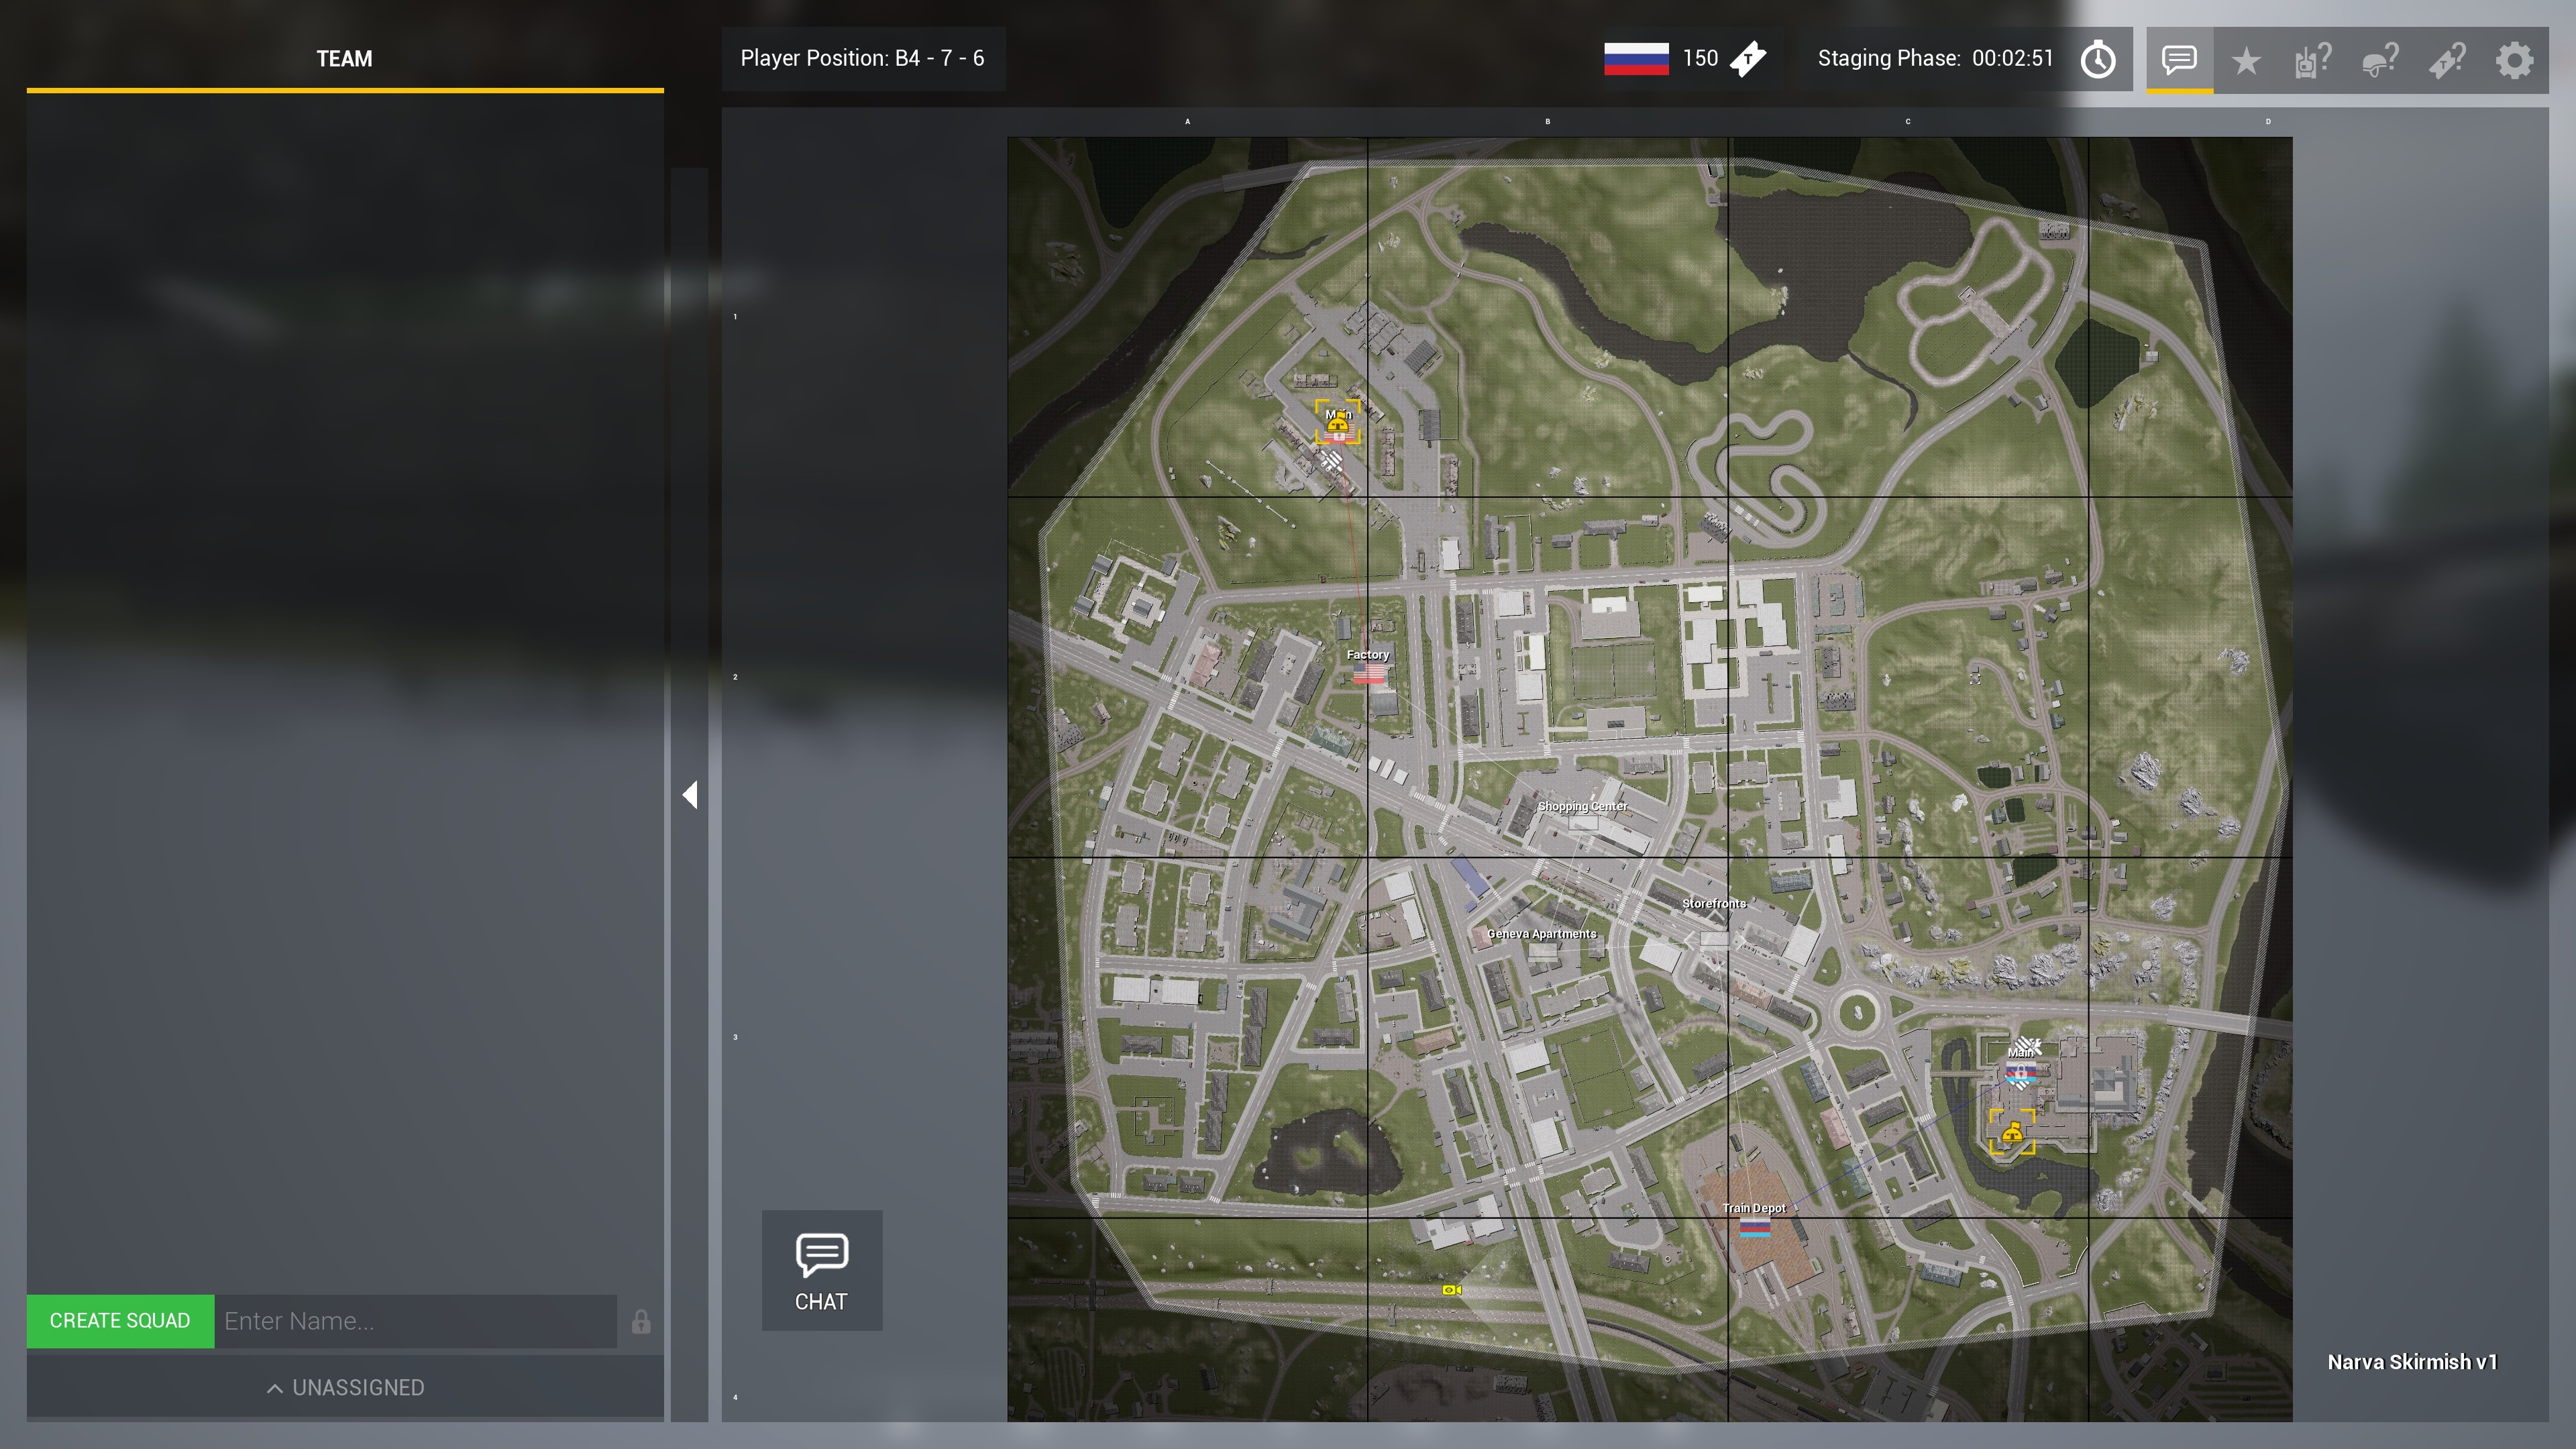 TEAM
Player Position: B4 - 7 - 6
150
T
Staging Phase: 00:02:51
? ? T ?
A B C D
1
Main
2
Factory
Shopping Center
Storefronts
Geneva Apartments
3
Main
Train Depot
CHAT
CREATE SQUAD Enter Name...
Narva Skirmish v1
UNASSIGNED
4